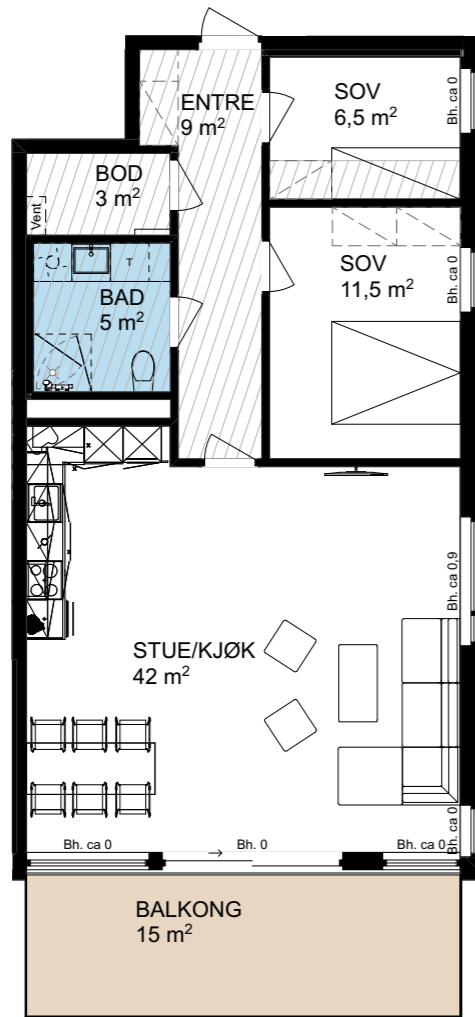 ENTRE
9 m²
SOV
6,5 m²
Bh. ca 0
BOD
3 m²
Vent
SOV
11,5 m²
Bh. ca 0
T
BAD
5 m²
STUE/KJØK
42 m²
Bh. ca 0,9
Bh. ca 0
Bh. ca 0
→
Bh. 0
Bh. ca 0
BALKONG
15 m²